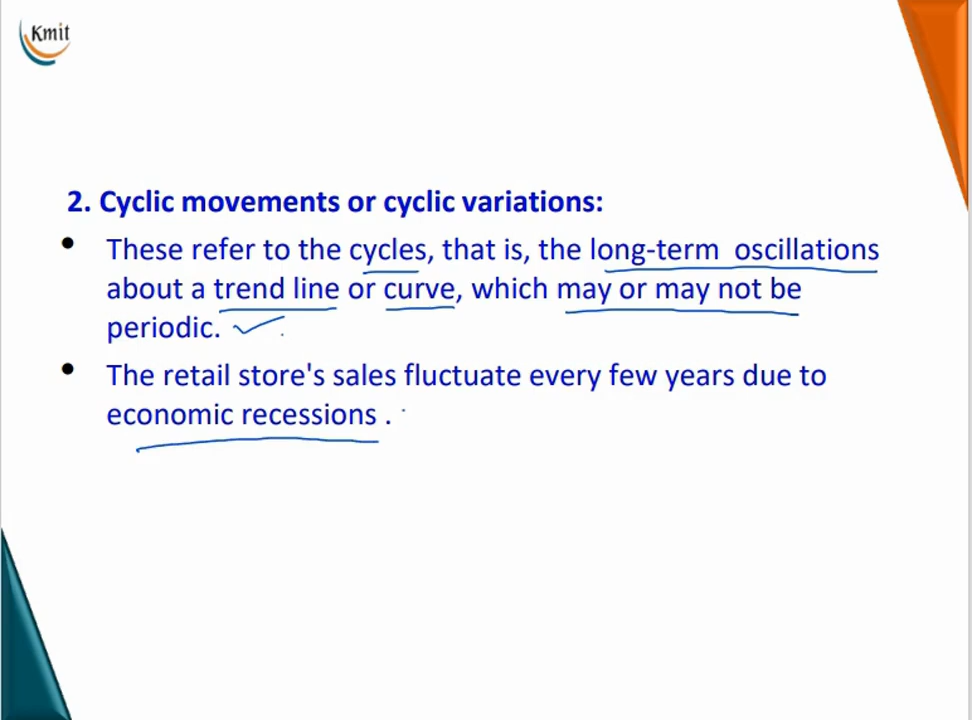 Kmit
2. Cyclic movements or cyclic variations:
• These refer to the cycles, that is, the long-term oscillations
about a trend line or curve, which may or may not be
periodic.
• The retail store's sales fluctuate every few years due to
economic recessions .